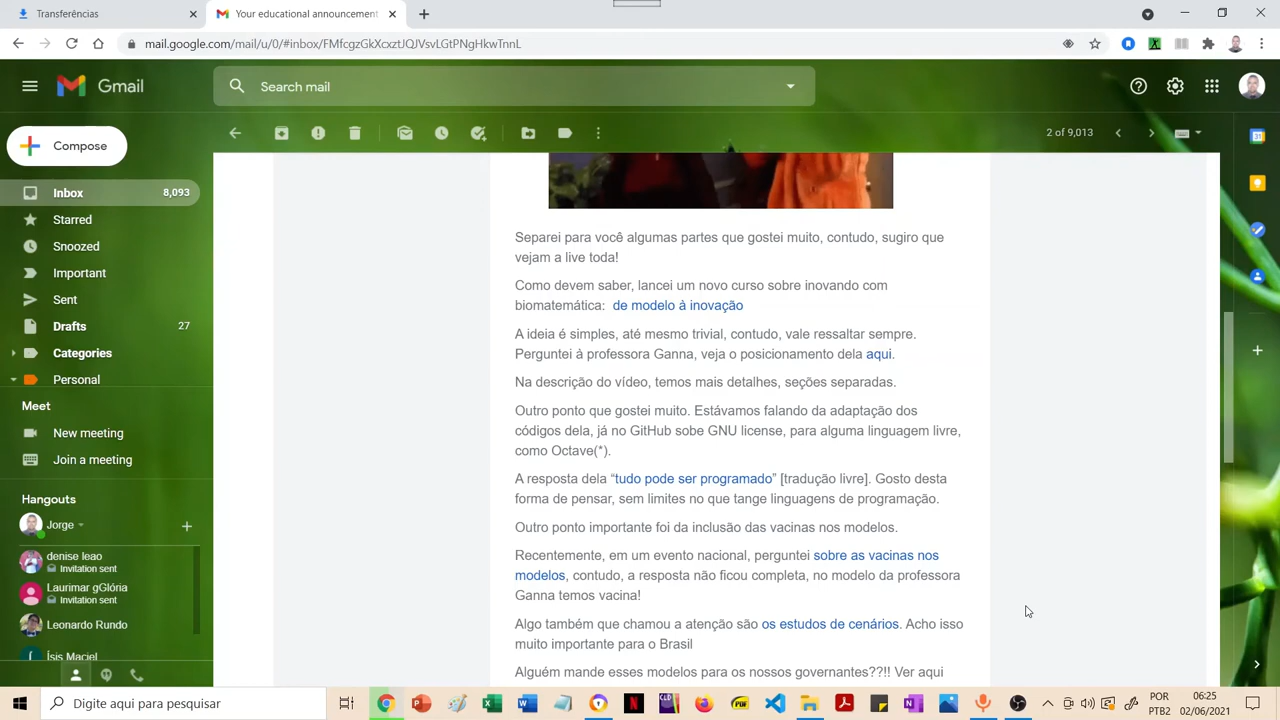 Transferências
Your educational announcement
mail.google.com/mail/u/0/#inbox/FMfcgzGkXcxztJQJVsvLGtPNgHkwTnnL
Gmail
Search mail
Compose
2 of 9,013
Inbox 8,093
Starred
Snoozed
Important
Sent
Drafts 27
Categories
Personal
Meet
New meeting
Join a meeting
Hangouts
Jorge
denise leao
Invitation sent
Laurimar gGlória
Invitation sent
Leonardo Rundo
Ísis Maciel
Separei para você algumas partes que gostei muito, contudo, sugiro que
vejam a live toda!
Como devem saber, lancei um novo curso sobre inovando com
biomatemática: de modelo à inovação
A ideia é simples, até mesmo trivial, contudo, vale ressaltar sempre.
Perguntei à professora Ganna, veja o posicionamento dela aqui.
Na descrição do vídeo, temos mais detalhes, seções separadas.
Outro ponto que gostei muito. Estávamos falando da adaptação dos
códigos dela, já no GitHub sobe GNU license, para alguma linguagem livre,
como Octave(*).
A resposta dela “tudo pode ser programado” [tradução livre]. Gosto desta
forma de pensar, sem limites no que tange linguagens de programação.
Outro ponto importante foi da inclusão das vacinas nos modelos.
Recentemente, em um evento nacional, perguntei sobre as vacinas nos
modelos, contudo, a resposta não ficou completa, no modelo da professora
Ganna temos vacina!
Algo também que chamou a atenção são os estudos de cenários. Acho isso
muito importante para o Brasil
Alguém mande esses modelos para os nossos governantes??!! Ver aqui
Digite aqui para pesquisar
POR
PTB2
06:25
02/06/2021